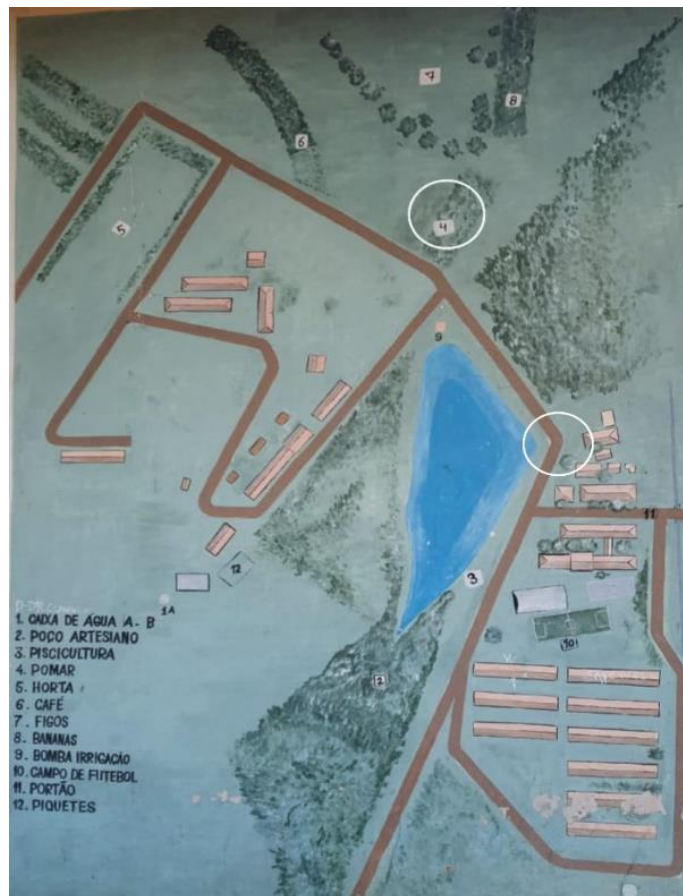 7
8
6
4
5
9
11
3
12
1A
10
2
1. CAIXA DE AGUA A - B
2. POÇO ARTESIANO
3. PISCICULTURA
4. POMAR
5. HORTA
6. CAFÉ
7. FIGOS
8. BANANAS
9. BOMBA IRRIGACÃO
10. CAMPO DE FUTEBOL
11. PORTÃO
12. PIQUETES